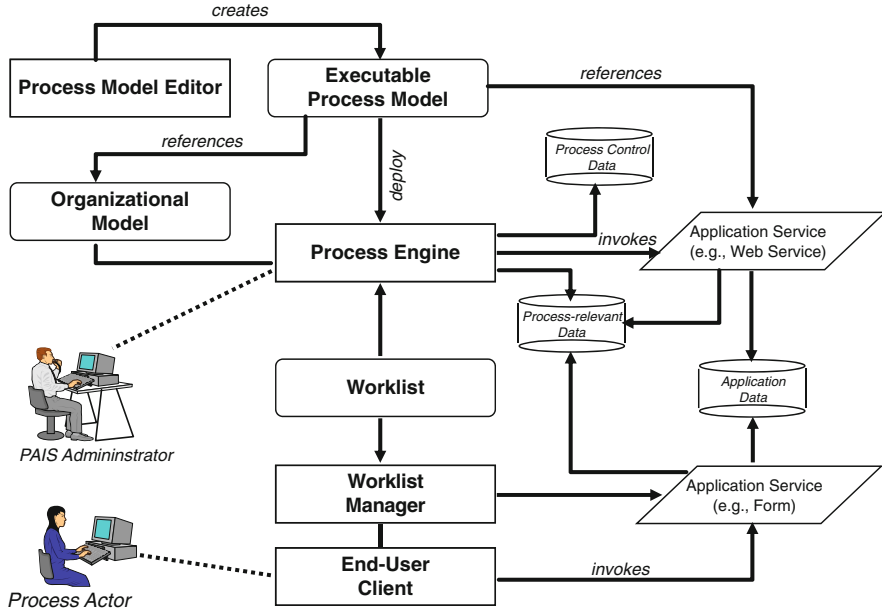 creates
Process Model Editor
Executable
Process Model
references
references
deploy
Process Control
Data
Organizational
Model
Process Engine
invokes
Application Service
(e.g., Web Service)
Process-relevant
Data
Worklist
Application
Data
PAIS Admininstrator
Worklist
Manager
Application Service
(e.g., Form)
End-User
Client
invokes
Process Actor